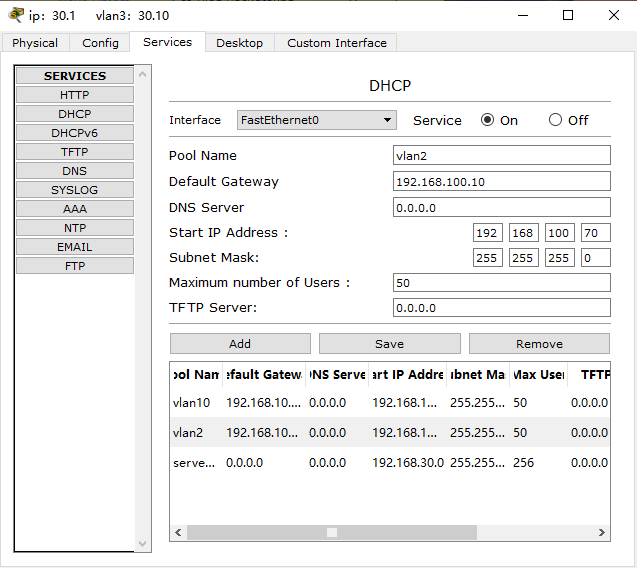 ip: 30.1 vlan3: 30.10
Physical Config Services Desktop Custom Interface
SERVICES
HTTP
DHCP
DHCPv6
TFTP
DNS
SYSLOG
AAA
NTP
EMAIL
FTP
DHCP
Interface FastEthernet0 Service On Off
Pool Name vlan2
Default Gateway 192.168.100.10
DNS Server 0.0.0.0
Start IP Address : 192 168 100 70
Subnet Mask: 255 255 255 0
Maximum number of Users : 50
TFTP Server: 0.0.0.0
Add Save Remove
ool Nam efault Gatew DNS Serve art IP Addre ubnet Ma Max User TFTP
vlan10 192.168.10.... 0.0.0.0 192.168.1... 255.255... 50 0.0.0.0
vlan2 192.168.10.... 0.0.0.0 192.168.1... 255.255... 50 0.0.0.0
serve... 0.0.0.0 0.0.0.0 192.168.30.0 255.255... 256 0.0.0.0